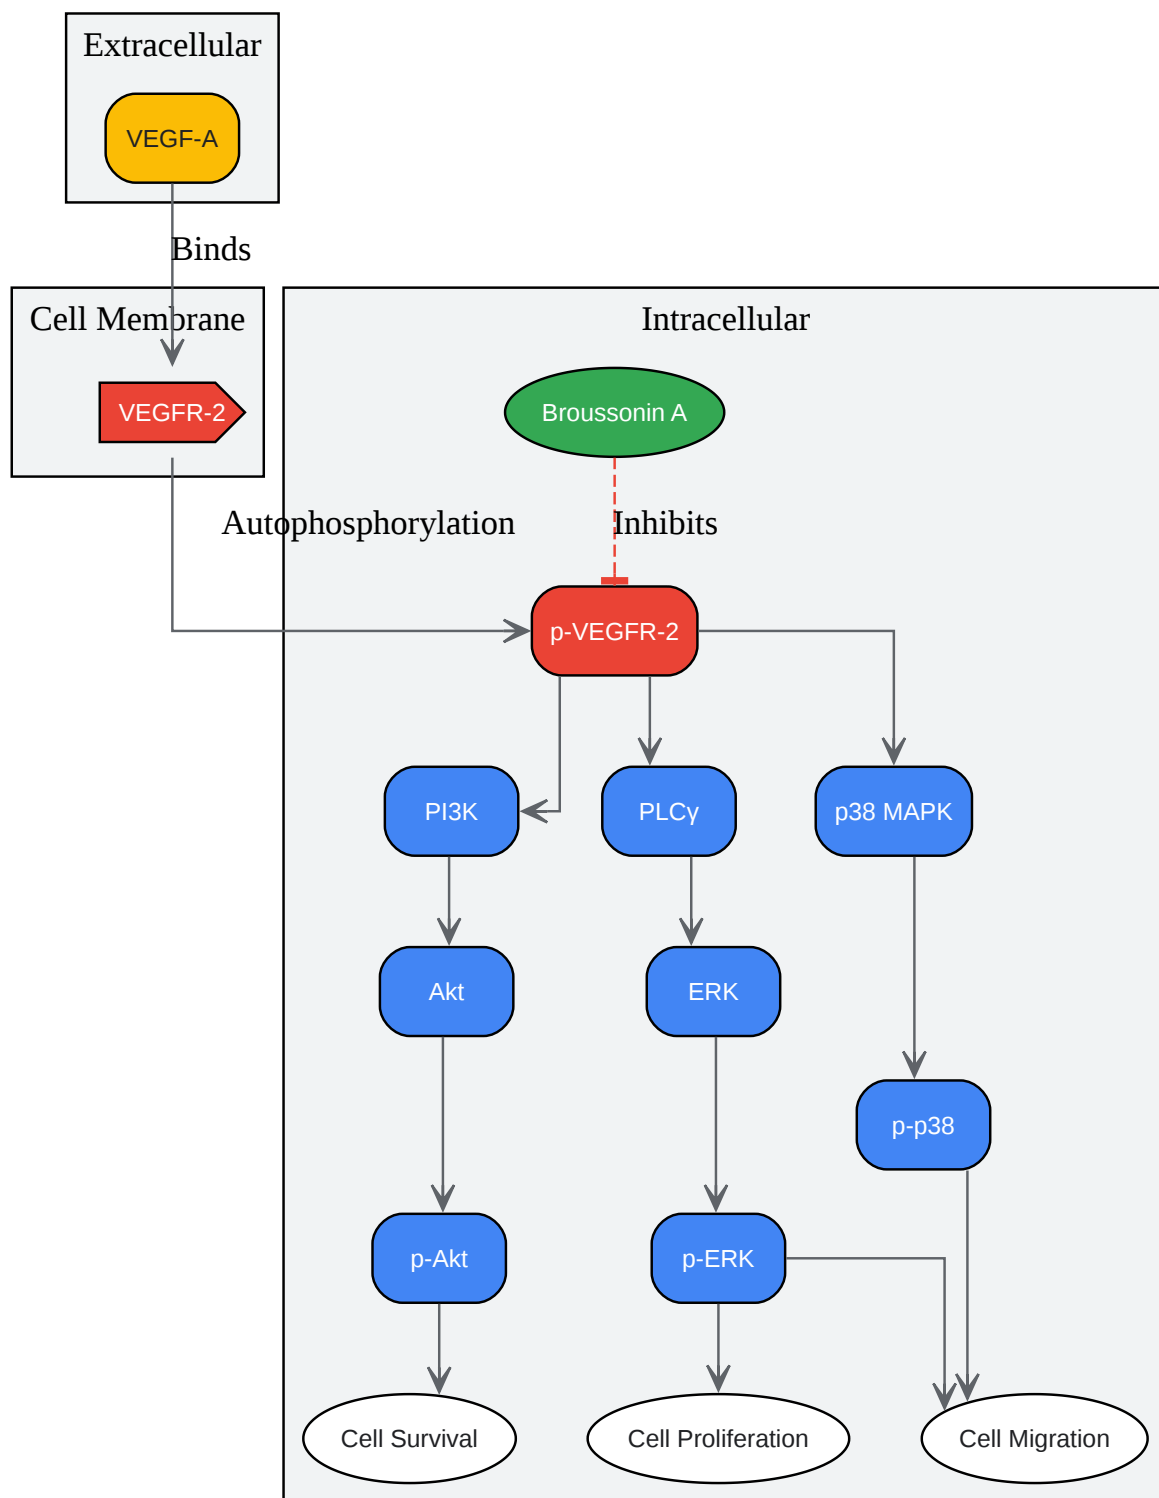 Extracellular
VEGF-A
Binds
Cell Membrane
VEGFR-2
Intracellular
Broussonin A
Autophosphorylation
Inhibits
p-VEGFR-2
PI3K
PLCγ
p38 MAPK
Akt
ERK
p-p38
p-Akt
p-ERK
Cell Survival
Cell Proliferation
Cell Migration